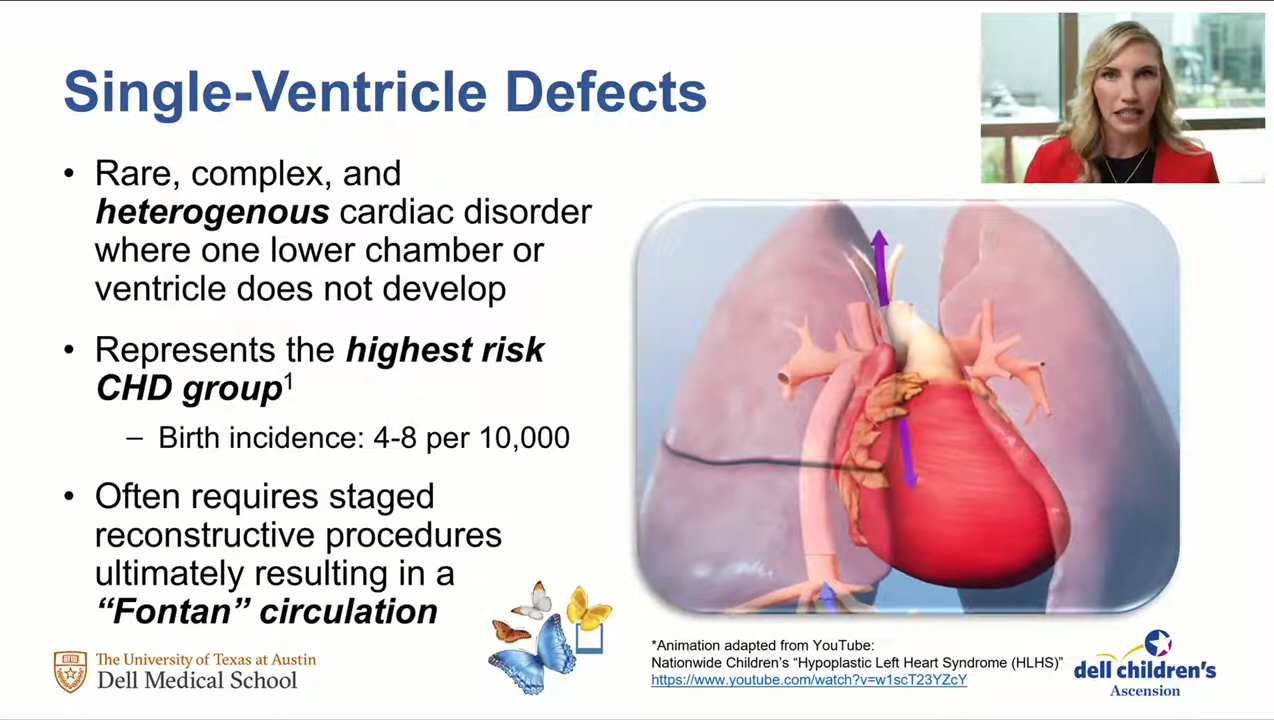 Single-Ventricle Defects
• Rare, complex, and
heterogenous cardiac disorder
where one lower chamber or
ventricle does not develop
• Represents the highest risk
CHD group1
– Birth incidence: 4-8 per 10,000
• Often requires staged
reconstructive procedures
ultimately resulting in a
“Fontan” circulation
The University of Texas at Austin
Dell Medical School
*Animation adapted from YouTube:
Nationwide Children’s “Hypoplastic Left Heart Syndrome (HLHS)”
https://www.youtube.com/watch?v=w1scT23YZcY
dell children’s
Ascension